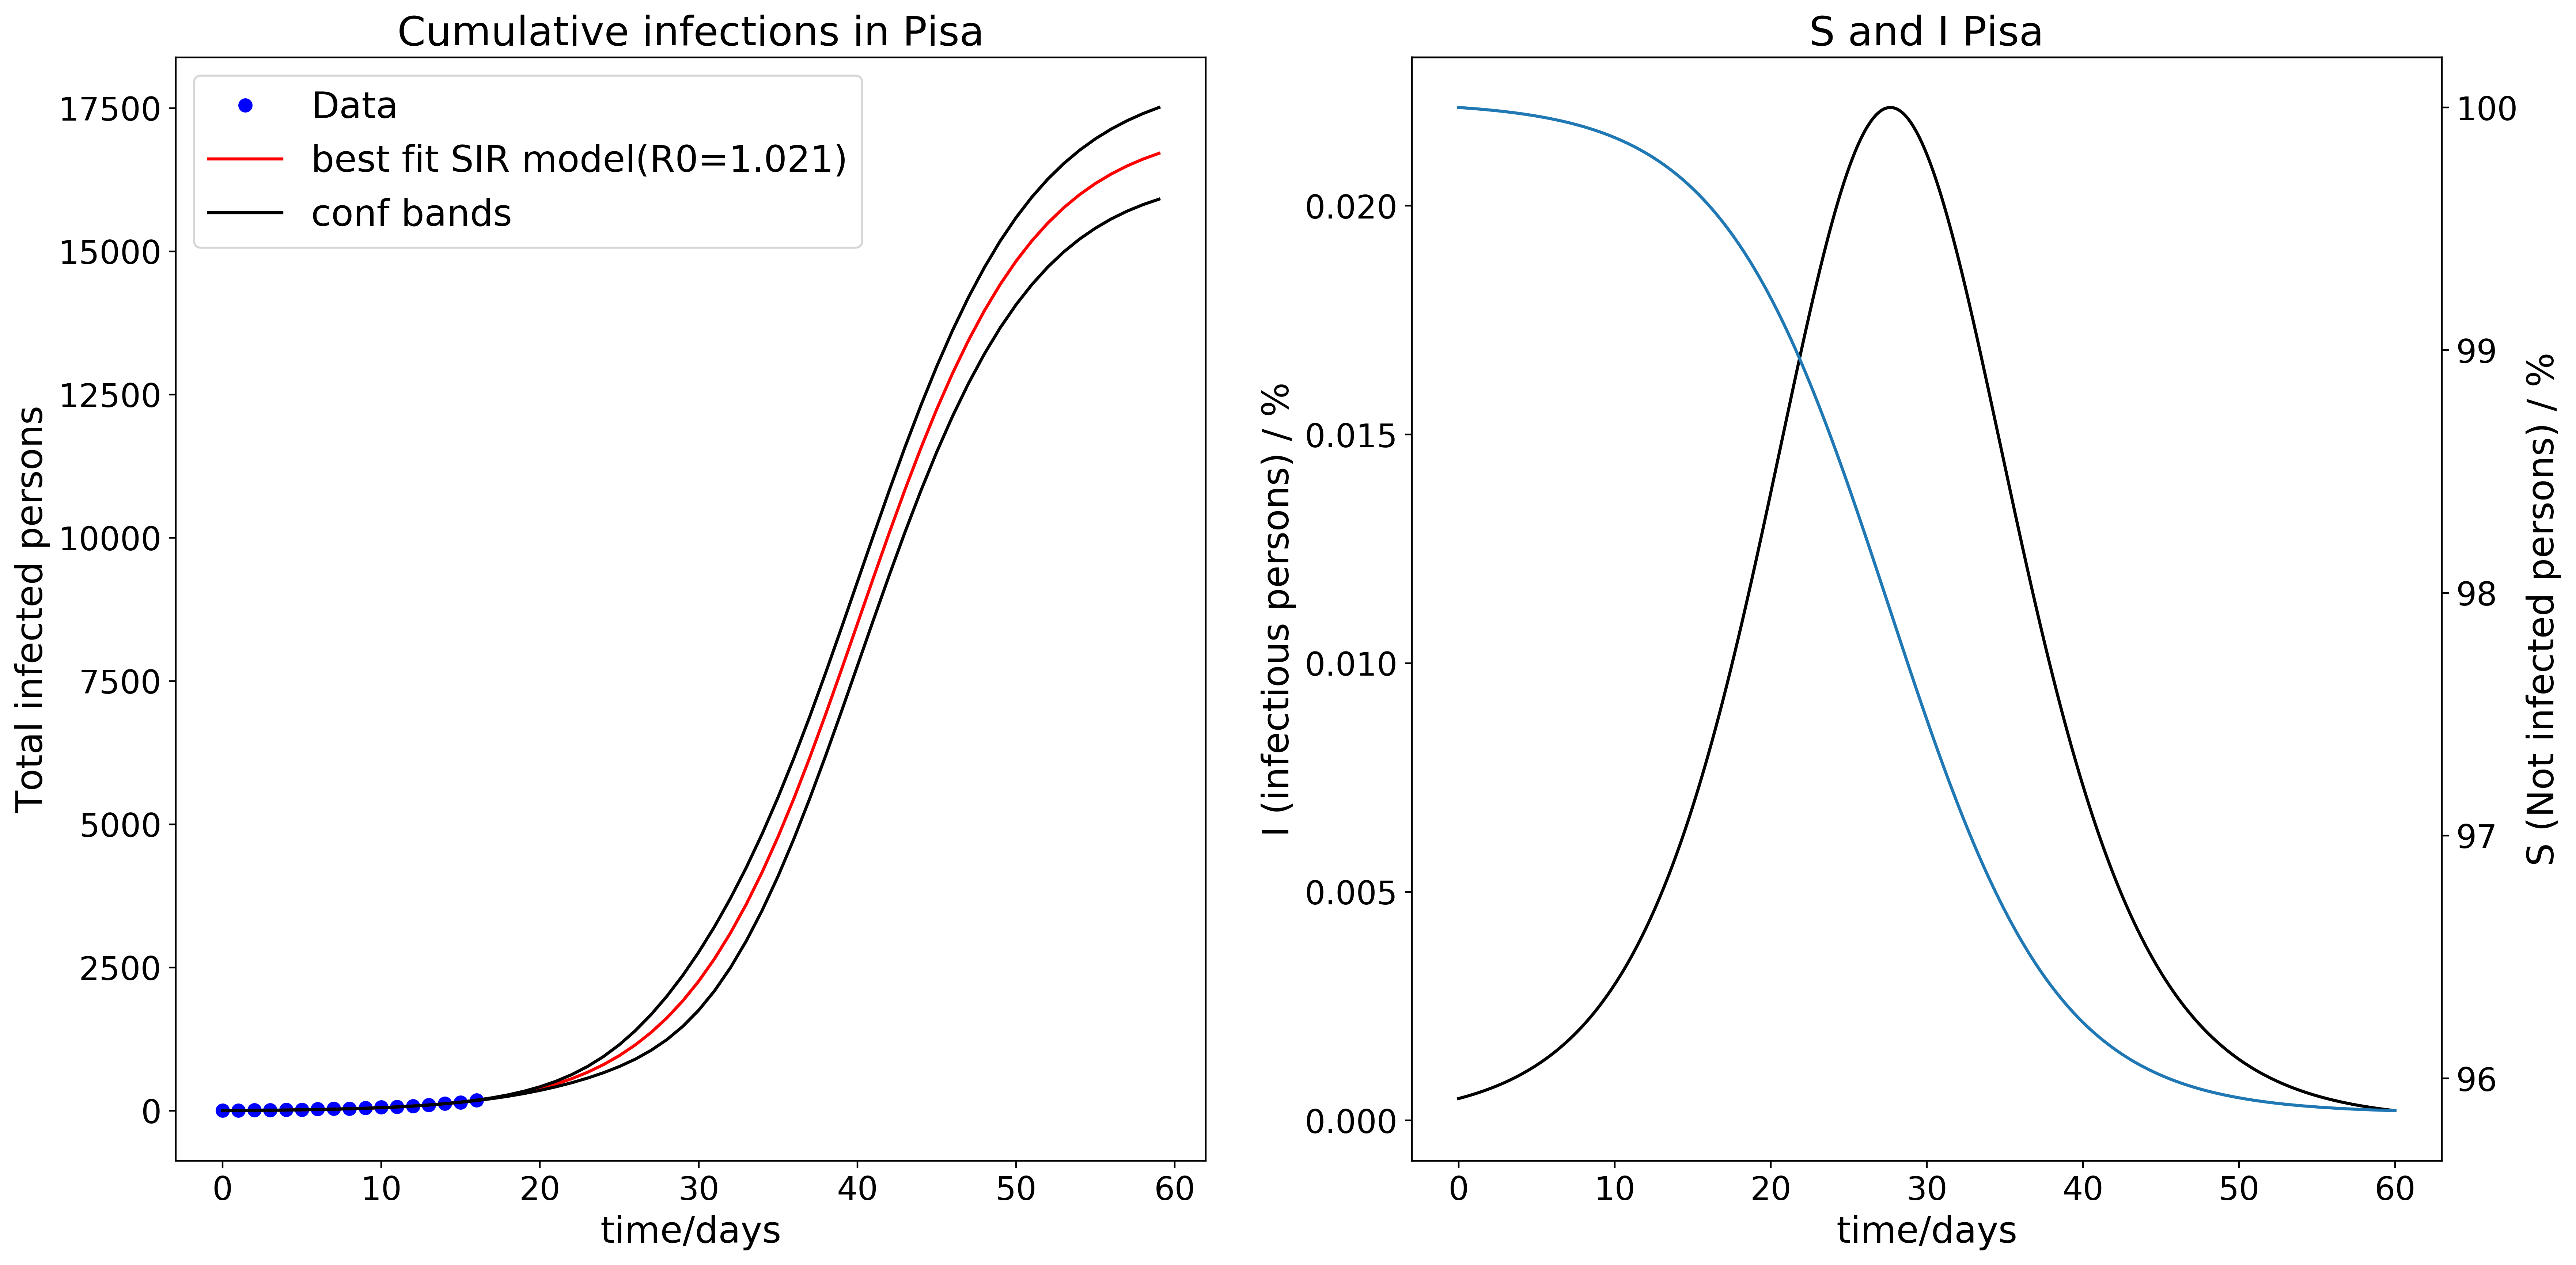 Cumulative infections in Pisa
Data
best fit SIR model(R0=1.021)
conf bands
Total infected persons
17500
15000
12500
10000
7500
5000
2500
0
0 10 20 30 40 50 60
time/days
S and I Pisa
I (infectious persons) / %
0.020
0.015
0.010
0.005
0.000
100
99
98
97
96
S (Not infected persons) / %
0 10 20 30 40 50 60
time/days